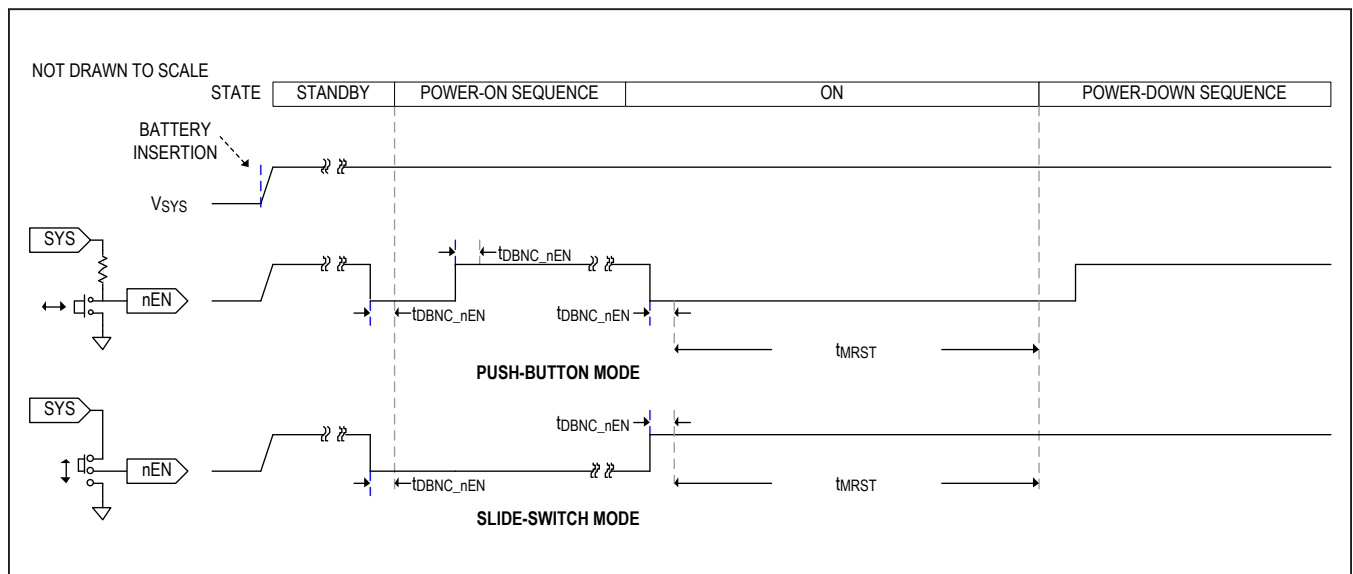 NOT DRAWN TO SCALE
STATE STANDBY POWER-ON SEQUENCE ON POWER-DOWN SEQUENCE
BATTERY
INSERTION
VSYS
SYS
tDBNC_nEN
nEN
tDBNC_nEN tDBNC_nEN
tMRST
PUSH-BUTTON MODE
SYS
tDBNC_nEN
nEN
tDBNC_nEN tMRST
SLIDE-SWITCH MODE